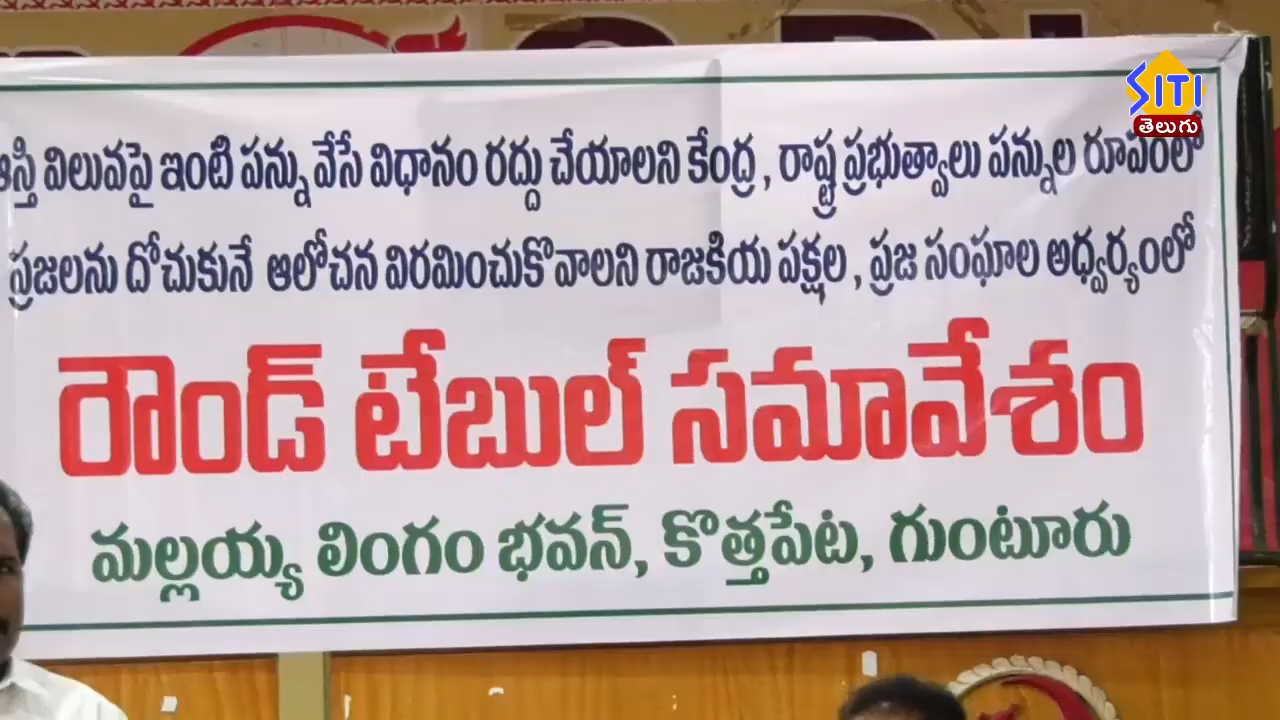 SITI
తెలుగు
ఆస్తి విలువపై ఇంటి పన్ను వేసే విధానం రద్దు చేయాలని కేంద్ర , రాష్ట్ర ప్రభుత్వాలు పన్నుల రూపంలో
ప్రజలను దోచుకునే ఆలోచన విరమించుకోవాలని రాజకీయ పక్షల , ప్రజ సంఘాల అధ్వర్యంలో
రౌండ్ టేబుల్ సమావేశం
మల్లయ్య లింగం భవన్, కొత్తపేట, గుంటూరు